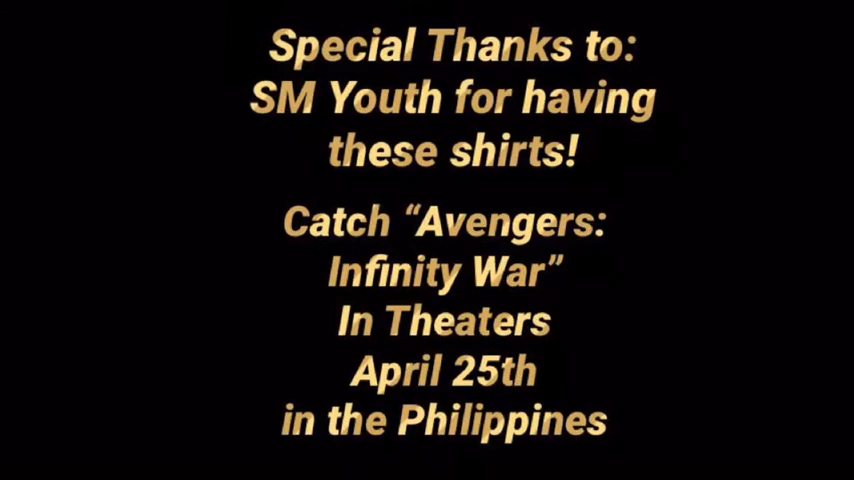 Special Thanks to:
SM Youth for having
these shirts!
Catch “Avengers:
Infinity War”
In Theaters
April 25th
in the Philippines